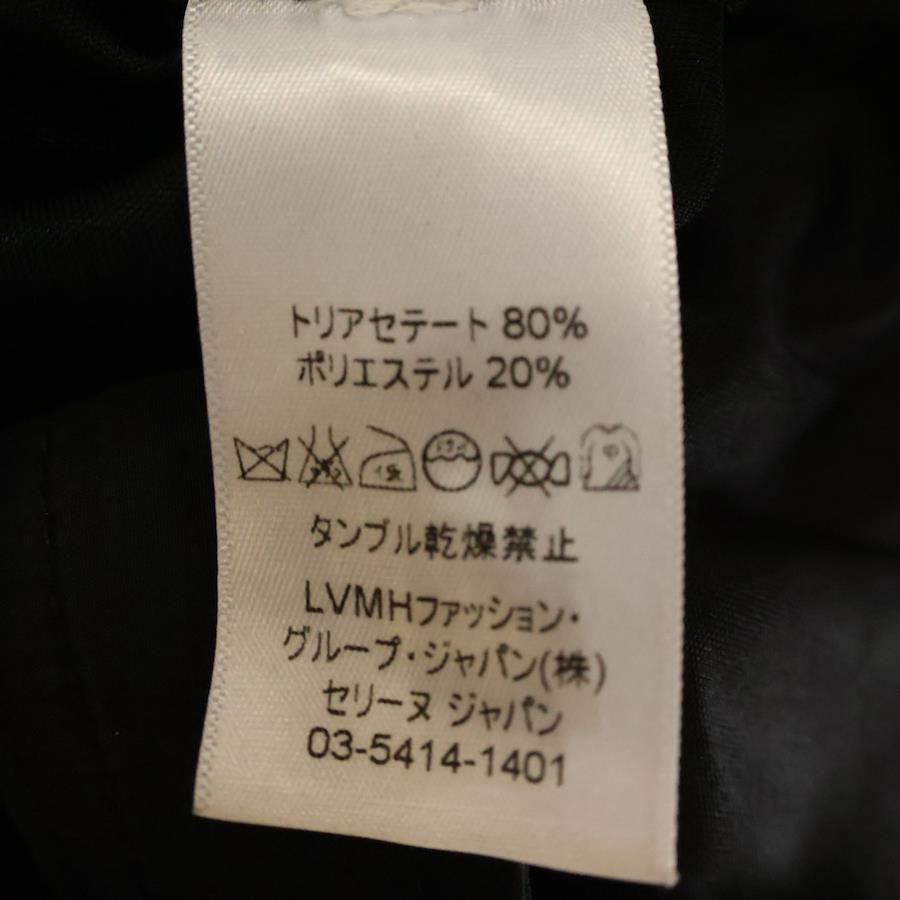 トリアセテート 80%
ポリエステル 20%
タンブル乾燥禁止
LVMHファッション・
グループ・ジャパン(株)
セリーヌ ジャパン
03-5414-1401